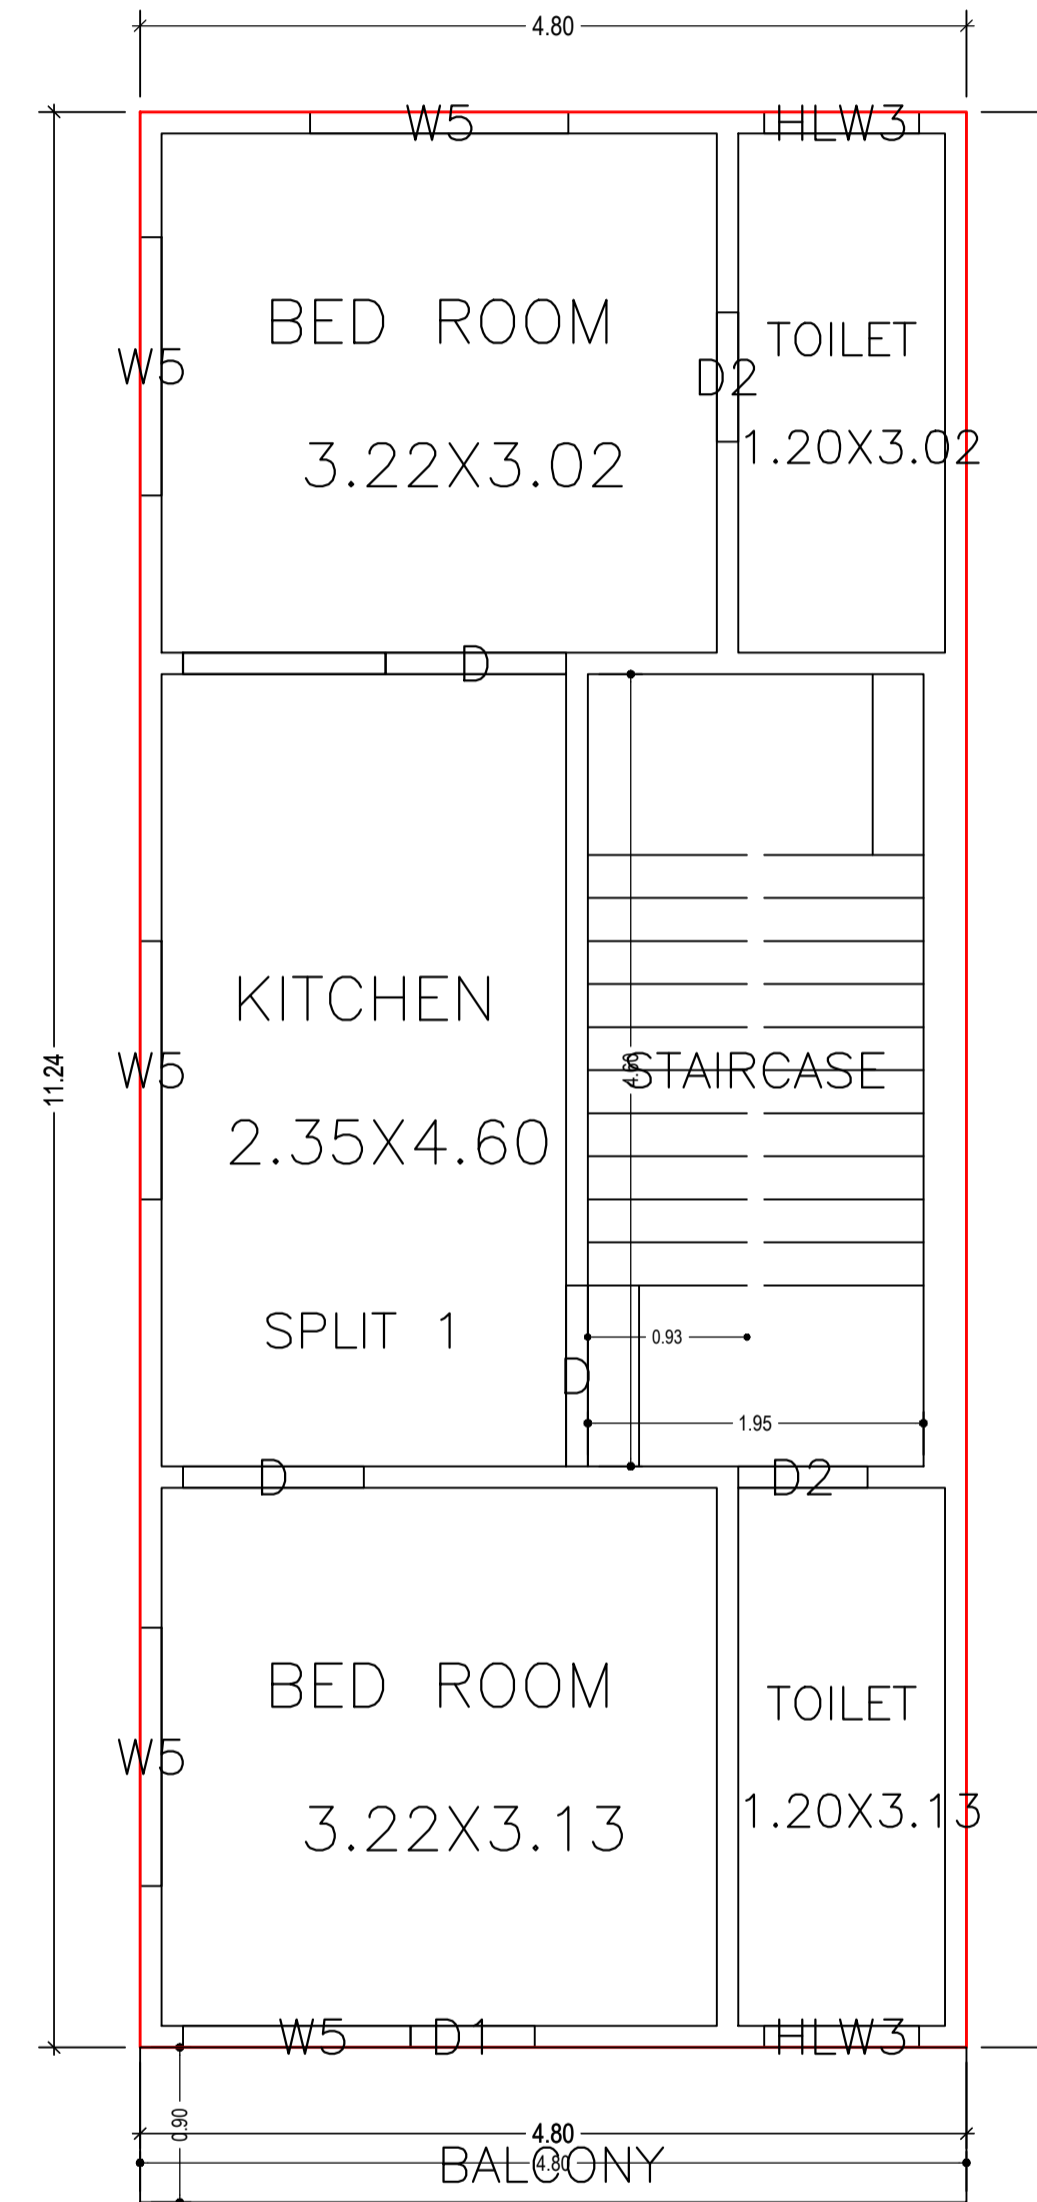 4.80
W5
HLW3
BED ROOM
TOILET
W5
D2
3.22X3.02
1.20X3.02
D
KITCHEN
11.24
W5
4.60
STAIRCASE
2.35X4.60
SPLIT 1
0.93
D
1.95
D
D2
BED ROOM
TOILET
W5
3.22X3.13
1.20X3.13
W5
D1
HLW3
0.90
4.80
4.80
BALCONY